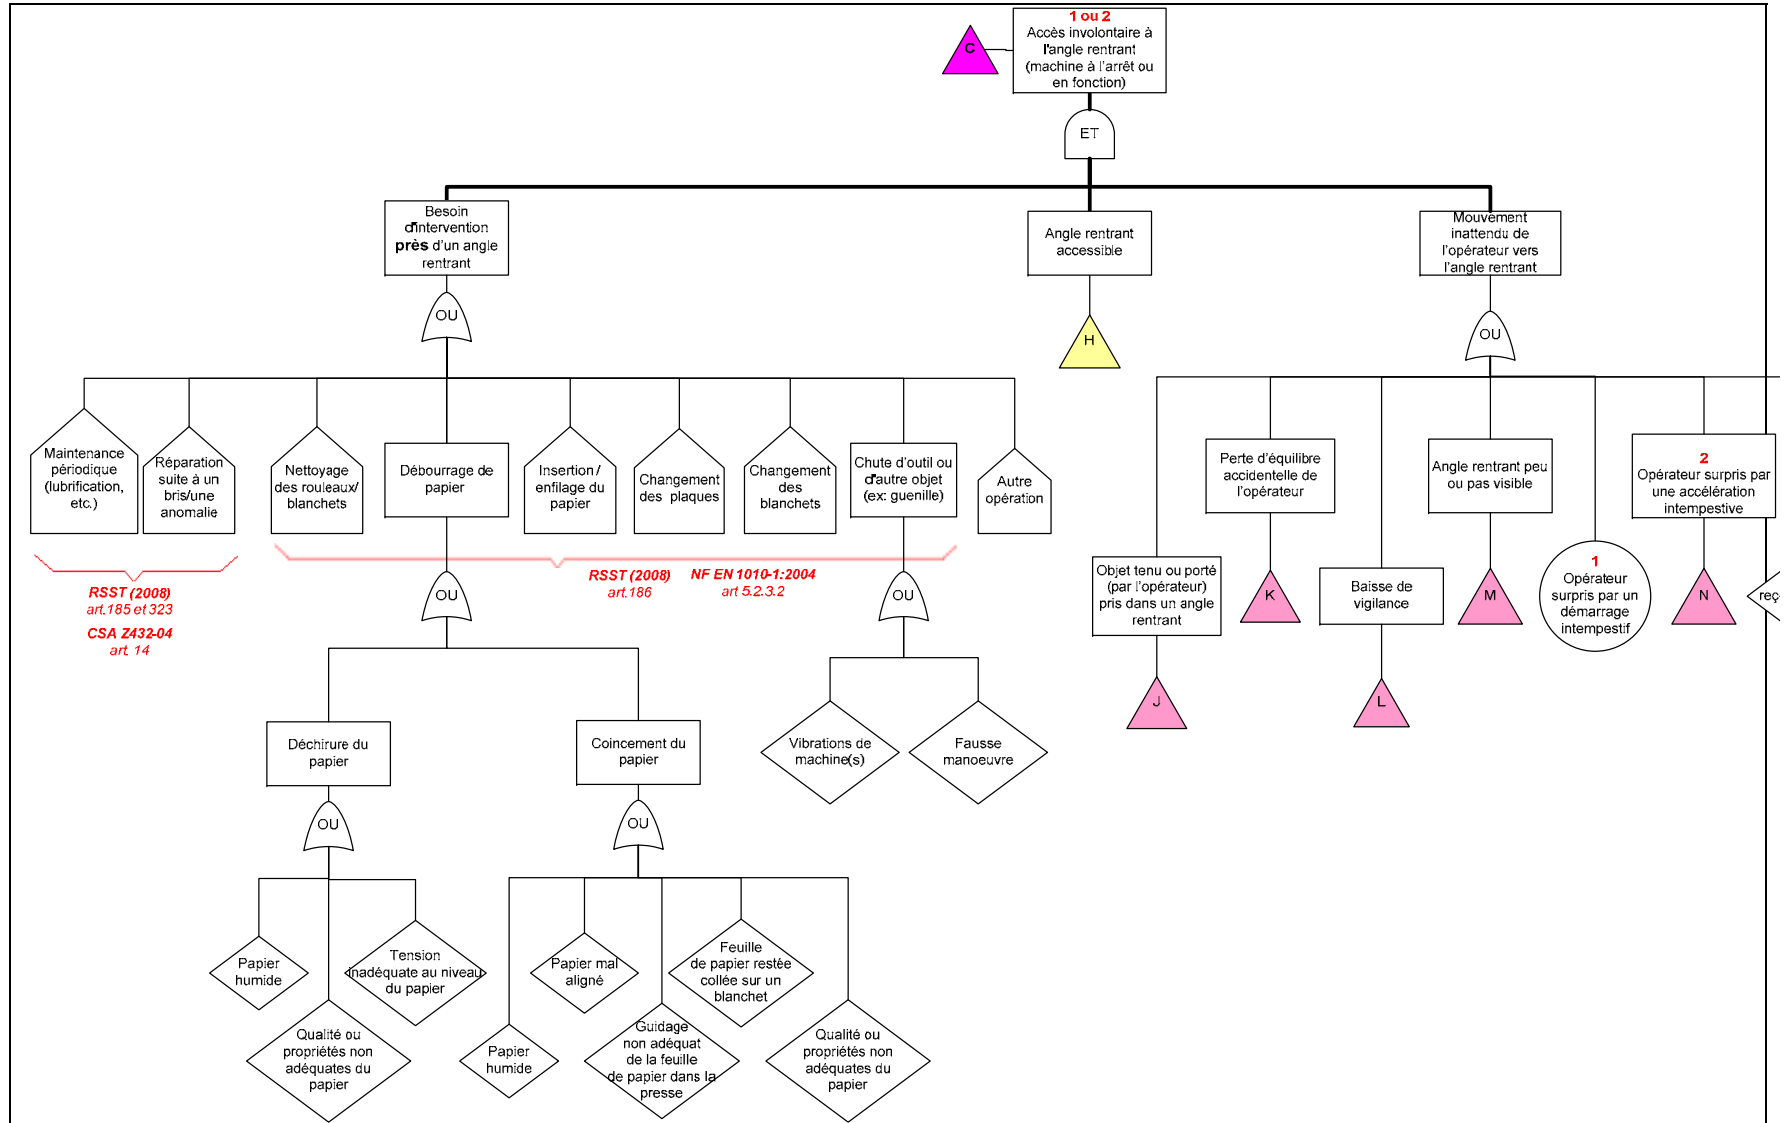 1 ou 2
Accès involontaire à
l'angle rentrant
(machine à l'arrêt ou
en fonction)
C
ET
Besoin
d'intervention
près d'un angle
rentrant
Angle rentrant
accessible
Mouvement
inattendu de
l'opérateur vers
l'angle rentrant
OU
H
OU
Maintenance
périodique
(lubrification,
etc.)
Réparation
suite à un
bris/une
anomalie
Nettoyage
des rouleaux/
blanchets
Débourrage de
papier
Insertion /
enfilage du
papier
Changement
des plaques
Changement
des
blanchets
Chute d'outil ou
d'autre objet
(ex: guenille)
Autre
opération
Perte d'équilibre
accidentelle de
l'opérateur
Angle rentrant peu
ou pas visible
2
Opérateur surpris par
une accélération
intempestive
RSST (2008)
art.185 et 323
CSA Z432-04
art. 14
RSST (2008)
art.186
NF EN 1010-1:2004
art 5.2.3.2
OU
OU
Objet tenu ou porté
(par l'opérateur)
pris dans un angle
rentrant
K
Baisse de
vigilance
M
1
Opérateur
surpris par un
démarrage
intempestif
N
J
L
Déchirure du
papier
Coincement du
papier
Vibrations de
machine(s)
Fausse
manoeuvre
OU
OU
Papier
humide
Tension
inadéquate au niveau
du papier
Qualité ou
propriétés non
adéquates du
papier
Papier mal
aligné
Feuille
de papier restée
collée sur un
blanchet
Papier
humide
Guidage
non adéquat
de la feuille
de papier dans la
presse
Qualité ou
propriétés non
adéquates du
papier